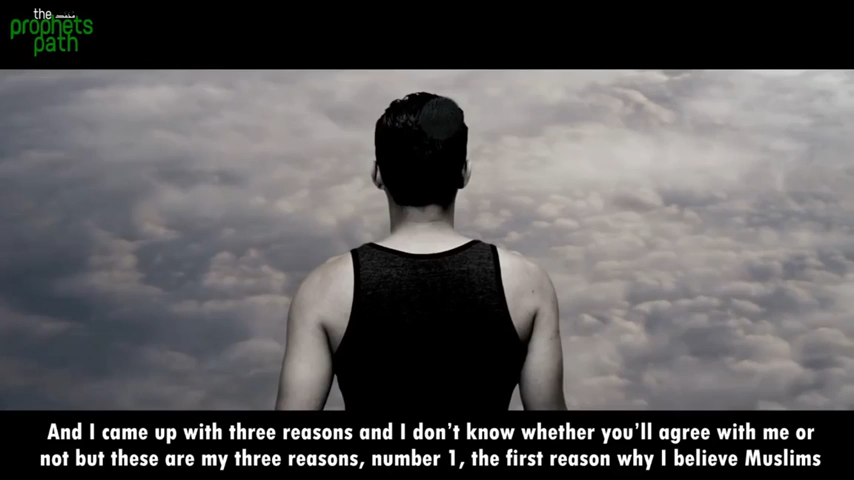 the
prophets
path
And I came up with three reasons and I don't know whether you'll agree with me or
not but these are my three reasons, number 1, the first reason why I believe Muslims